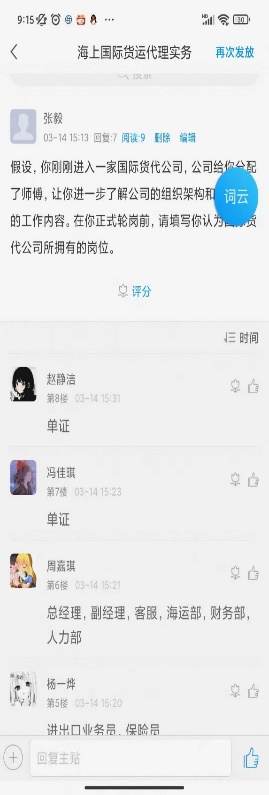 9:15
30
海上国际货运代理实务
再次发放
搜索
张毅
03-14 15:13 回复:7 阅读:9 删除 编辑
假设，你刚刚进入一家国际货代公司，公司给你分配
了师傅，让你进一步了解公司的组织架构和
的工作内容。在你正式轮岗前，请填写你认为国际货
代公司所拥有的岗位。
词云
评分
时间
赵静洁
第8楼 03-14 15:31
单证
冯佳琪
第7楼 03-14 15:23
单证
周嘉琪
第6楼 03-14 15:21
总经理，副经理，客服，海运部，财务部，
人力部
杨一烨
第5楼 03-14 15:20
进出口业务员，保险员
回复主贴